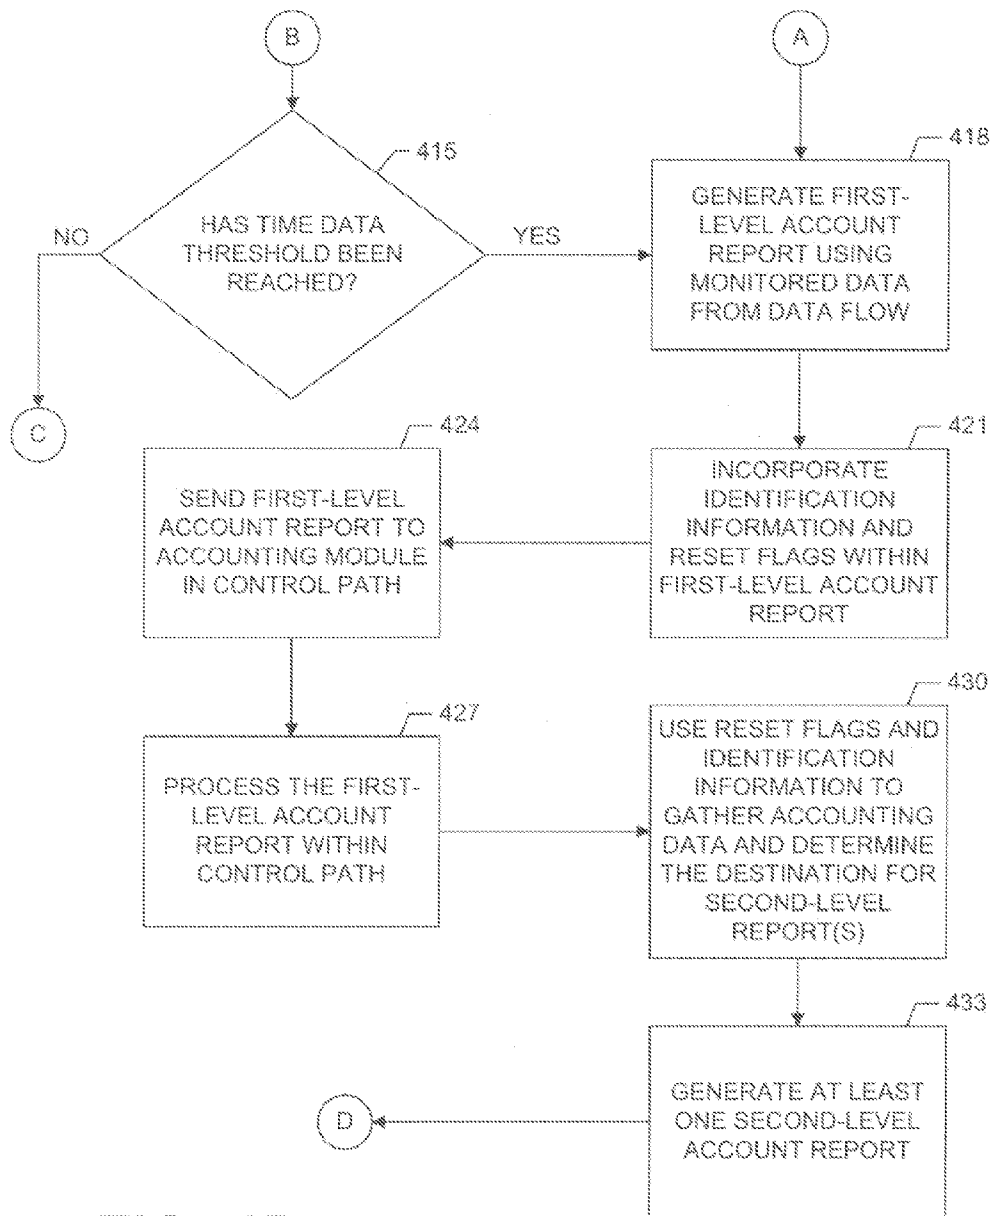 B
A
415
418
HAS TIME DATA
THRESHOLD BEEN
REACHED?
NO
YES
GENERATE FIRST-
LEVEL ACCOUNT
REPORT USING
MONITORED DATA
FROM DATA FLOW
C
424
421
SEND FIRST-LEVEL
ACCOUNT REPORT TO
ACCOUNTING MODULE
IN CONTROL PATH
INCORPORATE
IDENTIFICATION
INFORMATION AND
RESET FLAGS WITHIN
FIRST-LEVEL ACCOUNT
REPORT
427
430
PROCESS THE FIRST-
LEVEL ACCOUNT
REPORT WITHIN
CONTROL PATH
USE RESET FLAGS AND
IDENTIFICATION
INFORMATION TO
GATHER ACCOUNTING
DATA AND DETERMINE
THE DESTINATION FOR
SECOND-LEVEL
REPORT(S)
433
GENERATE AT LEAST
ONE SECOND-LEVEL
ACCOUNT REPORT
D